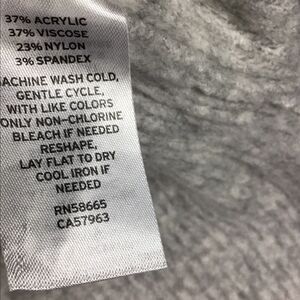 37% ACRYLIC
37% VISCOSE
23% NYLON
3% SPANDEX
MACHINE WASH COLD,
GENTLE CYCLE,
WITH LIKE COLORS
ONLY NON-CHLORINE
BLEACH IF NEEDED
RESHAPE,
LAY FLAT TO DRY
COOL IRON IF
NEEDED
RN58665
CA57963